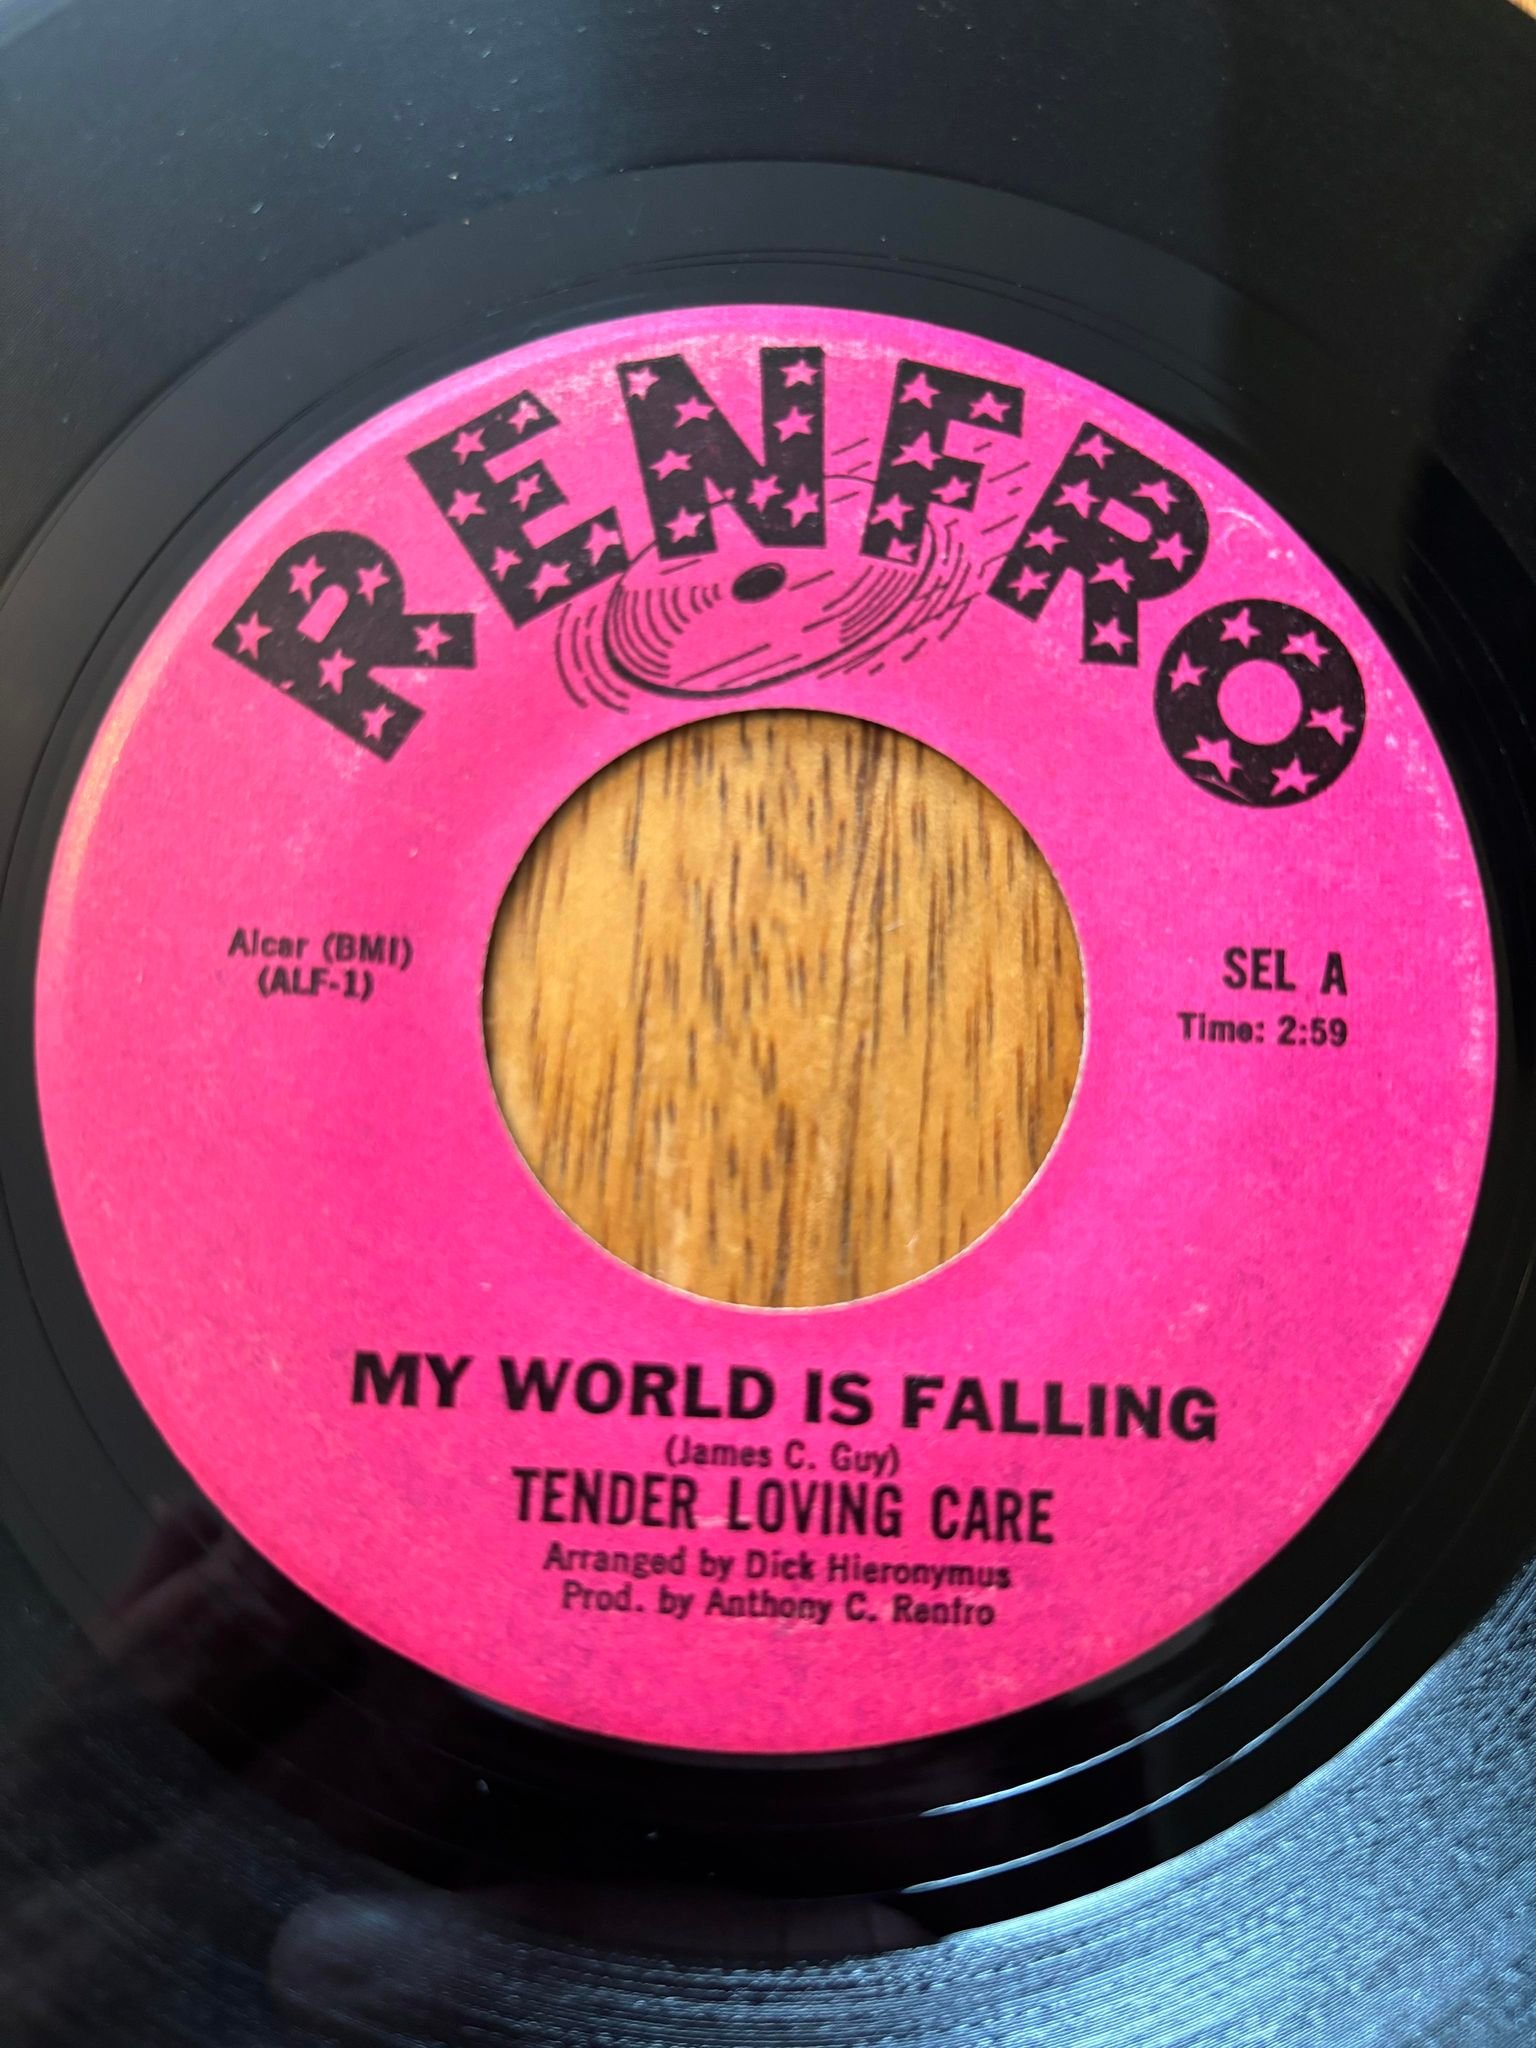 RENFRO
Alcar (BMI)
(ALF-1)
SEL A
Time: 2:59
MY WORLD IS FALLING
(James C. Guy)
TENDER LOVING CARE
Arranged by Dick Hieronymus
Prod. by Anthony C. Renfro